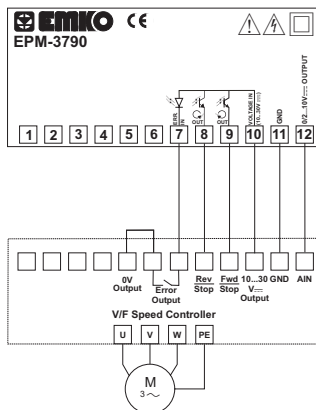 EMKO CE
EPM-3790
ERR. IN
OUT
OUT
VOLTAGE IN (10...30V⎓)
GND
0/2...10V⎓ OUTPUT
1 2 3 4 5 6 7 8 9 10 11 12
0V Output
Error Output
Rev Stop
Fwd Stop
10...30 V⎓ Output
GND
AIN
V/F Speed Controller
U V W PE
M
3~